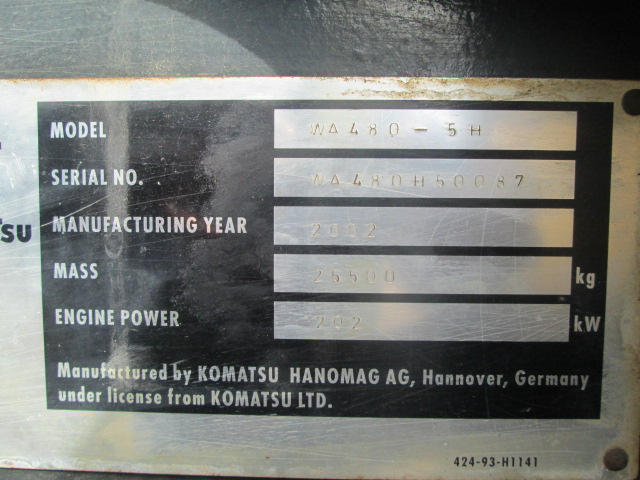 MODEL WA480-5H
SERIAL NO. WA480H50087
TSU
MANUFACTURING YEAR 2002
MASS 25500 kg
ENGINE POWER 202 kW
Manufactured by KOMATSU HANOMAG AG, Hannover, Germany
under license from KOMATSU LTD.
424-93-H1141